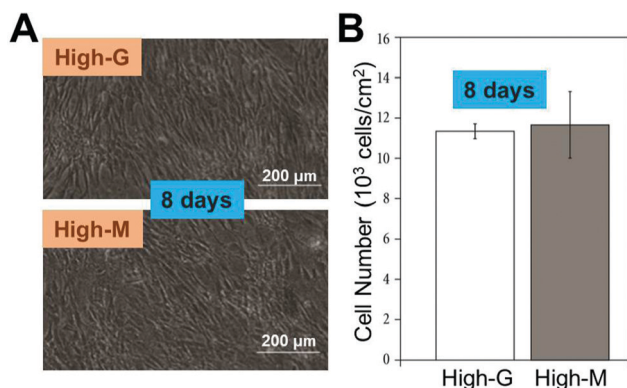 A
High-G
200 µm
8 days
High-M
200 µm
B
Cell Number (10³ cells/cm²)
16
14
12
10
8
6
4
2
0
8 days
High-G
High-M